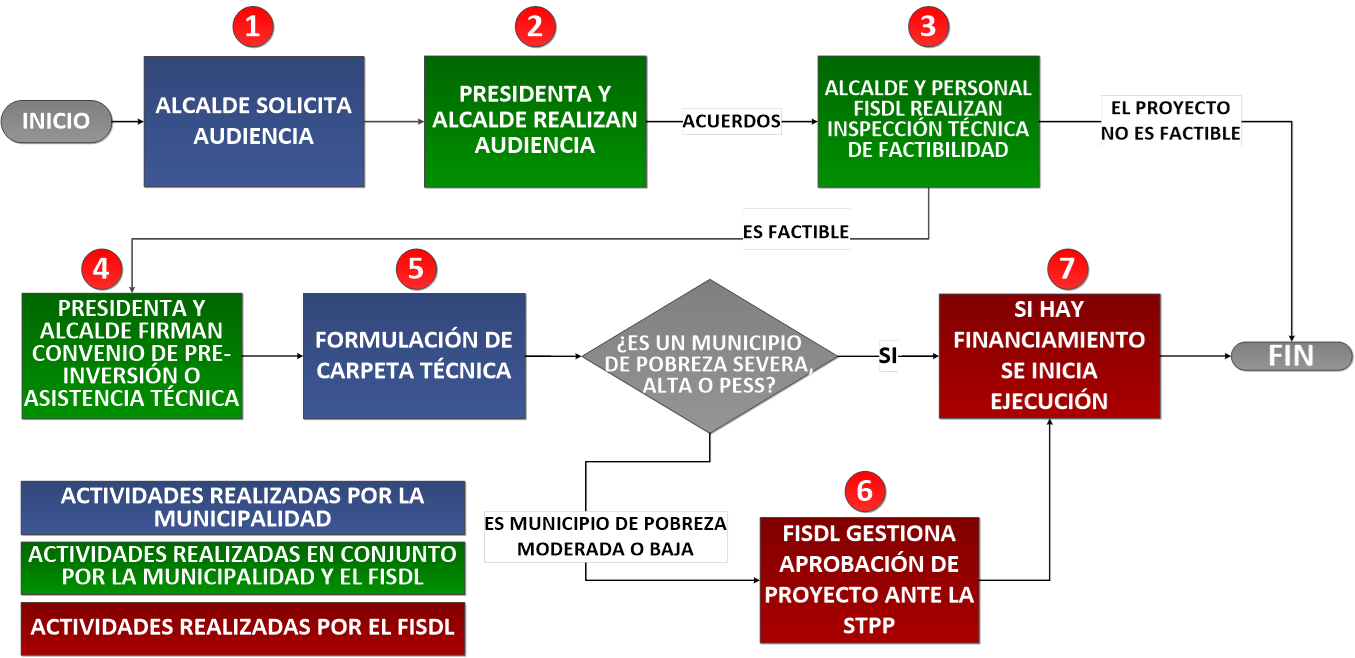 1
2
3
INICIO
ALCALDE SOLICITA
AUDIENCIA
PRESIDENTA Y
ALCALDE REALIZAN
AUDIENCIA
ACUERDOS
ALCALDE Y PERSONAL
FISDL REALIZAN
INSPECCIÓN TÉCNICA
DE FACTIBILIDAD
EL PROYECTO
NO ES FACTIBLE
ES FACTIBLE
4
5
7
PRESIDENTA Y
ALCALDE FIRMAN
CONVENIO DE PRE-
INVERSIÓN O
ASISTENCIA TÉCNICA
FORMULACIÓN DE
CARPETA TÉCNICA
¿ES UN MUNICIPIO
DE POBREZA SEVERA,
ALTA O PESS?
SI
SI HAY
FINANCIAMIENTO
SE INICIA
EJECUCIÓN
FIN
ES MUNICIPIO DE POBREZA
MODERADA O BAJA
6
FISDL GESTIONA
APROBACIÓN DE
PROYECTO ANTE LA
STPP
ACTIVIDADES REALIZADAS POR LA
MUNICIPALIDAD
ACTIVIDADES REALIZADAS EN CONJUNTO
POR LA MUNICIPALIDAD Y EL FISDL
ACTIVIDADES REALIZADAS POR EL FISDL